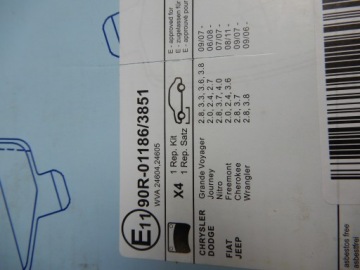 E11 90R-01186/3851
WVA 24604,24605
X4 1 Rep. Kit
1 Rep. Satz
E - approved for
E - zugelassen für
E - approuvé pour
CHRYSLER Grande Voyager 2.8, 3.3, 3.6, 3.8 09/07 -
DODGE Journey 2.0, 2.4, 2.7 06/08 -
Nitro 2.8, 3.7, 4.0 07/07 -
FIAT Freemont 2.0, 2.4, 3.6 08/11 -
JEEP Cherokee 2.8, 3.7 09/07 -
Wrangler 2.8, 3.8 09/06 -
asbestos free
asbestfrei